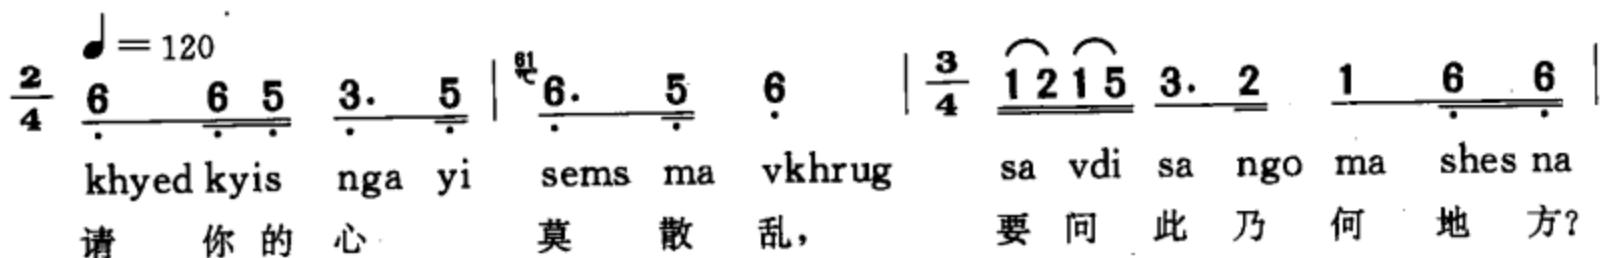 ♩= 120
2/4 6 6 5 3. 5 | 61 6. 5 6 | 3/4 1 2 1 5 3. 2 1 6 6 |
khyed kyis nga yi sems ma vkhrug sa vdi sa ngo ma shes na
请 你 的 心 莫 散 乱, 要 问 此 乃 何 地 方?